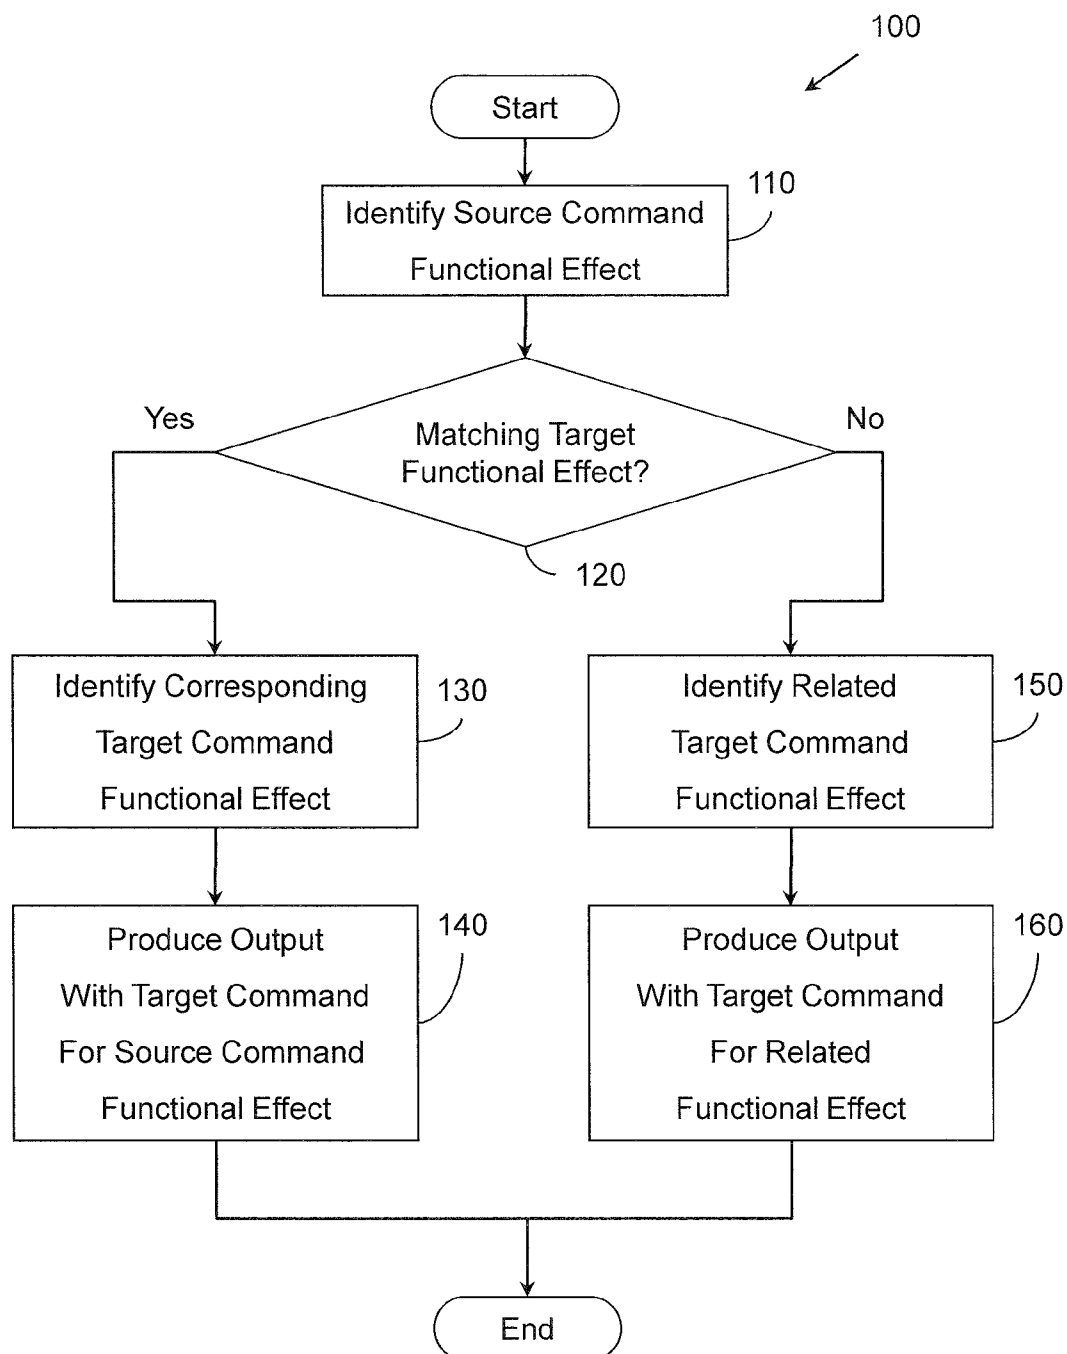 100
Start
110
Identify Source Command
Functional Effect
Yes
No
Matching Target
Functional Effect?
120
Identify Corresponding
Target Command
Functional Effect
130
Identify Related
Target Command
Functional Effect
150
Produce Output
With Target Command
For Source Command
Functional Effect
140
Produce Output
With Target Command
For Related
Functional Effect
160
End